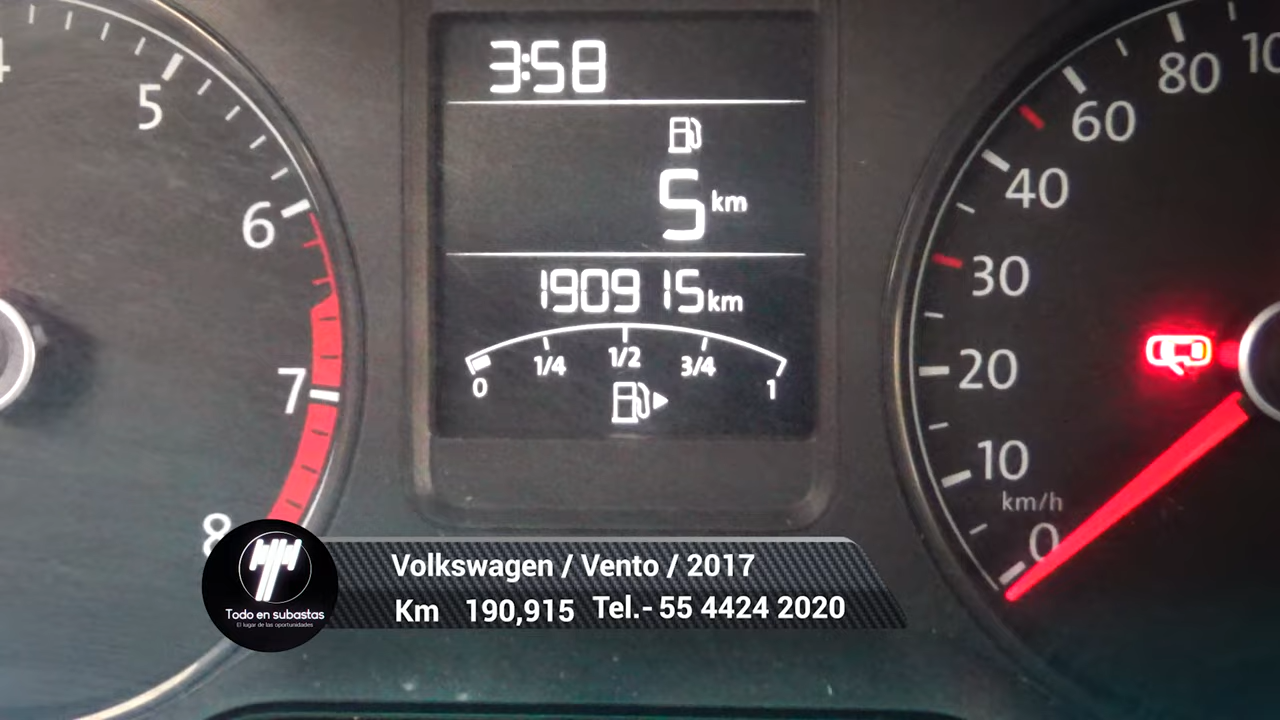 4
5
6
7
8
3:58
5 km
190915 km
0 1/4 1/2 3/4 1
80
60
40
30
20
10
km/h
0
Volkswagen / Vento / 2017
Km 190,915 Tel.- 55 4424 2020
Todo en subastas
El lugar de las oportunidades